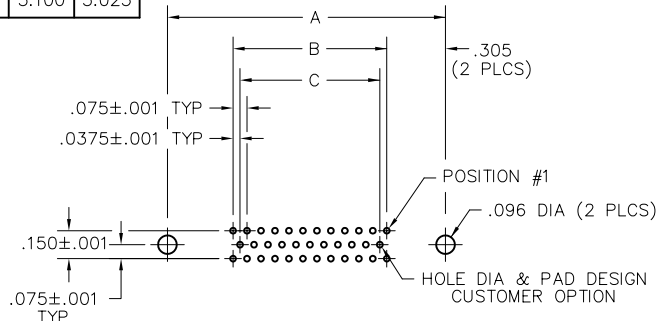 3.100 3.025
A
B
.305
(2 PLCS)
C
.075±.001 TYP
.0375±.001 TYP
POSITION #1
.096 DIA (2 PLCS)
.150±.001
HOLE DIA & PAD DESIGN
CUSTOMER OPTION
.075±.001
TYP